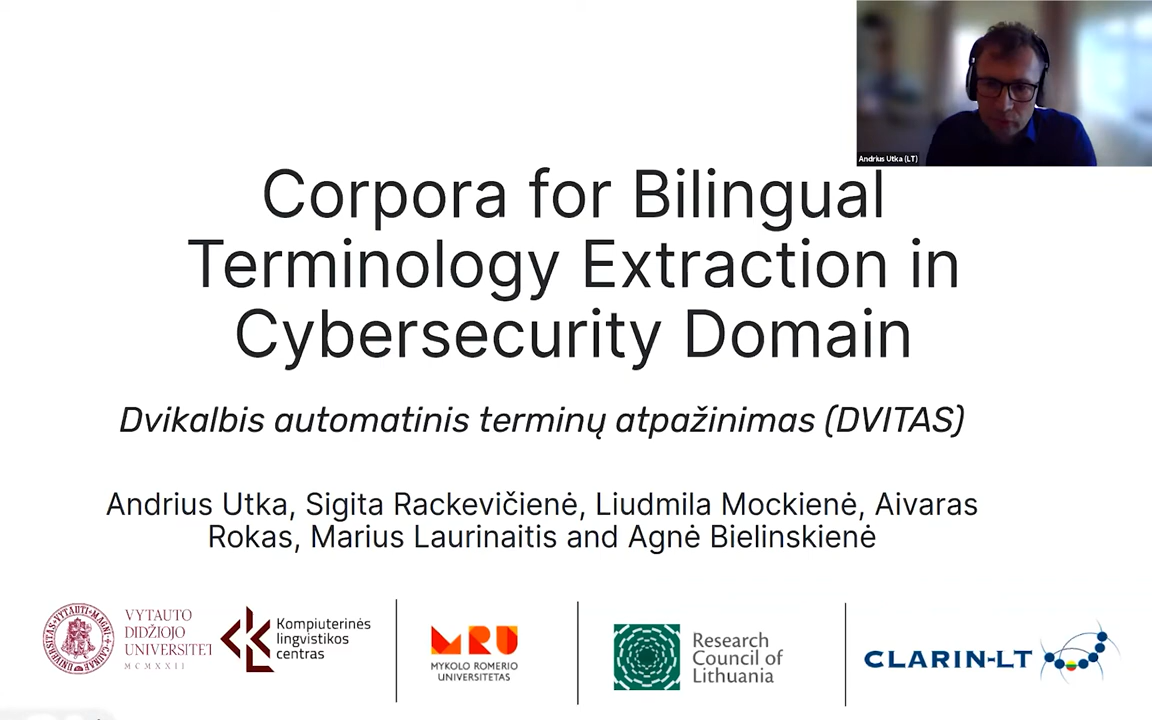 Andrius Utka (LT)
Corpora for Bilingual
Terminology Extraction in
Cybersecurity Domain
Dvikalbis automatinis terminų atpažinimas (DVITAS)
Andrius Utka, Sigita Rackevičienė, Liudmila Mockienė, Aivaras
Rokas, Marius Laurinaitis and Agnė Bielinskienė
VYTAUTO
DIDŽIOJO
UNIVERSITET
MCMXXII
Kompiuterinės
lingvistikos
centras
MRU
MYKOLO ROMERIO
UNIVERSITETAS
Research
Council of
Lithuania
CLARIN-LT